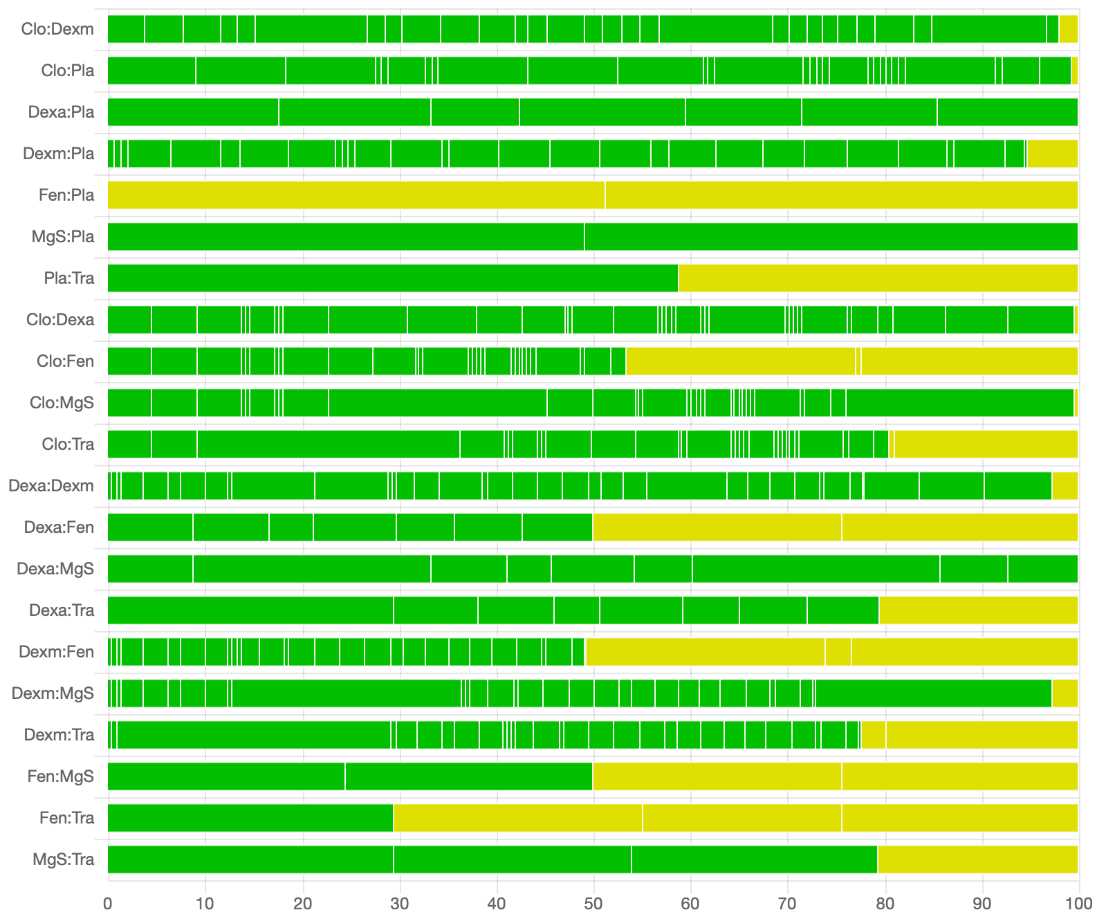 Clo:Dexm
Clo:Pla
Dexa:Pla
Dexm:Pla
Fen:Pla
MgS:Pla
Pla:Tra
Clo:Dexa
Clo:Fen
Clo:MgS
Clo:Tra
Dexa:Dexm
Dexa:Fen
Dexa:MgS
Dexa:Tra
Dexm:Fen
Dexm:MgS
Dexm:Tra
Fen:MgS
Fen:Tra
MgS:Tra
0 10 20 30 40 50 60 70 80 90 100